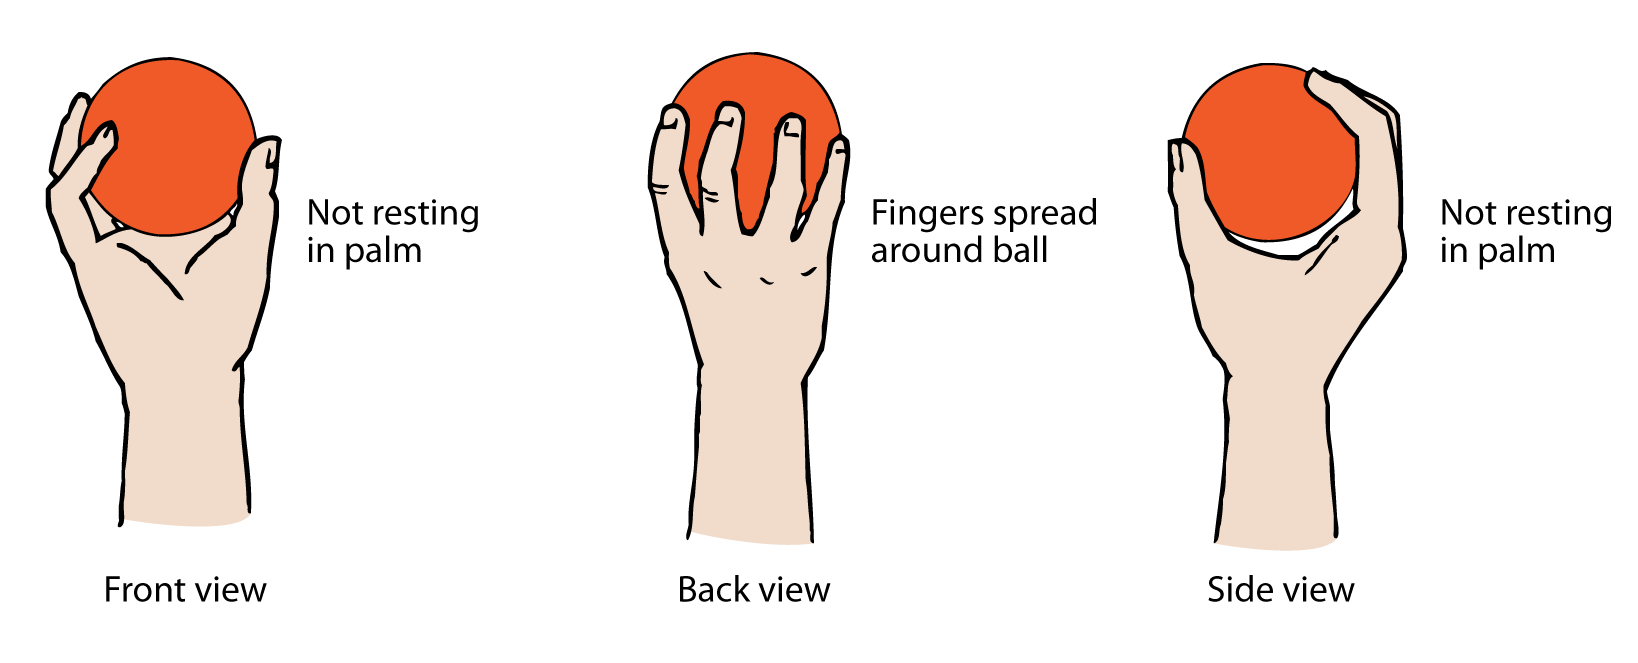 Not resting
in palm
Fingers spread
around ball
Not resting
in palm
Front view
Back view
Side view